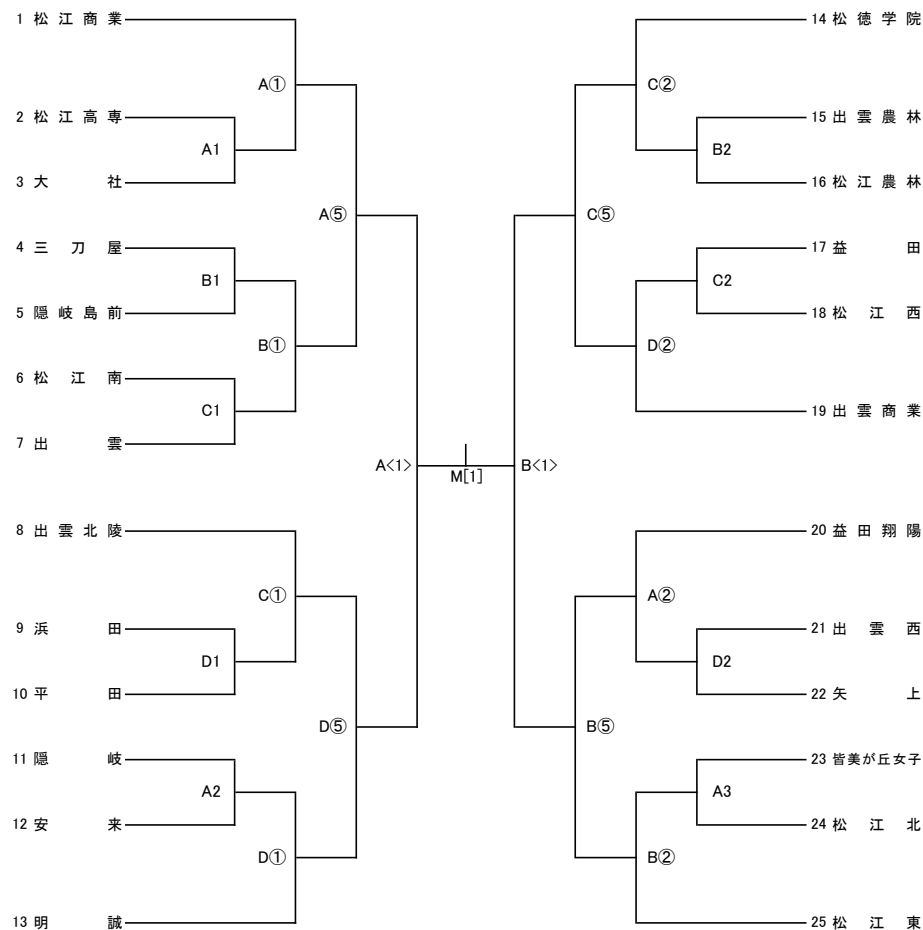 1 松江商業
A①
2 松江高専
A1
3 大社
A⑤
4 三刀屋
B1
5 隠岐島前
B①
6 松江南
C1
7 出雲
A<1>
M[1]
B<1>
8 出雲北陵
C①
9 浜田
D1
10 平田
D⑤
11 隠岐
A2
12 安来
D①
13 明誠
14 松徳学院
C②
15 出雲農林
B2
16 松江農林
C⑤
17 益田
C2
18 松江西
D②
19 出雲商業
20 益田翔陽
A②
21 出雲西
D2
22 矢上
B⑤
23 皆美が丘女子
A3
24 松江北
B②
25 松江東